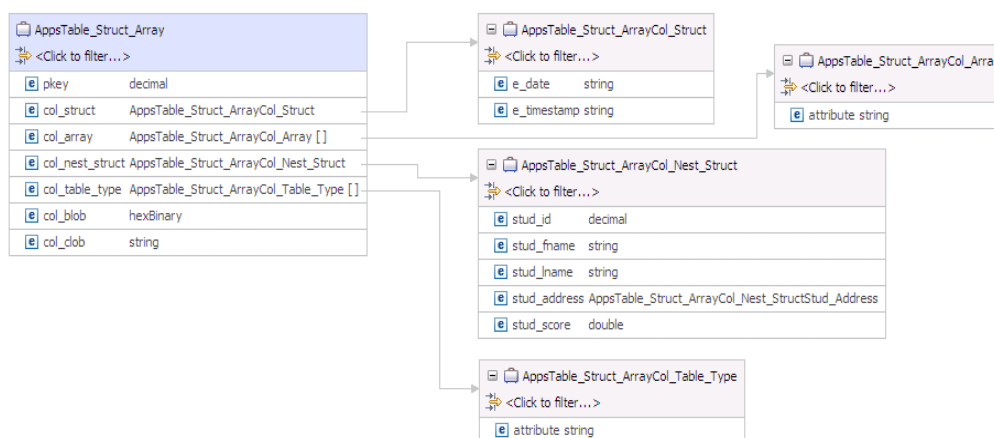 AppsTable_Struct_Array
<Click to filter...>
e pkey decimal
e col_struct AppsTable_Struct_ArrayCol_Struct
e col_array AppsTable_Struct_ArrayCol_Array []
e col_nest_struct AppsTable_Struct_ArrayCol_Nest_Struct
e col_table_type AppsTable_Struct_ArrayCol_Table_Type []
e col_blob hexBinary
e col_clob string
AppsTable_Struct_ArrayCol_Struct
<Click to filter...>
e e_date string
e e_timestamp string
AppsTable_Struct_ArrayCol_Arra
<Click to filter...>
e attribute string
AppsTable_Struct_ArrayCol_Nest_Struct
<Click to filter...>
e stud_id decimal
e stud_fname string
e stud_lname string
e stud_address AppsTable_Struct_ArrayCol_Nest_StructStud_Address
e stud_score double
AppsTable_Struct_ArrayCol_Table_Type
<Click to filter...>
e attribute string